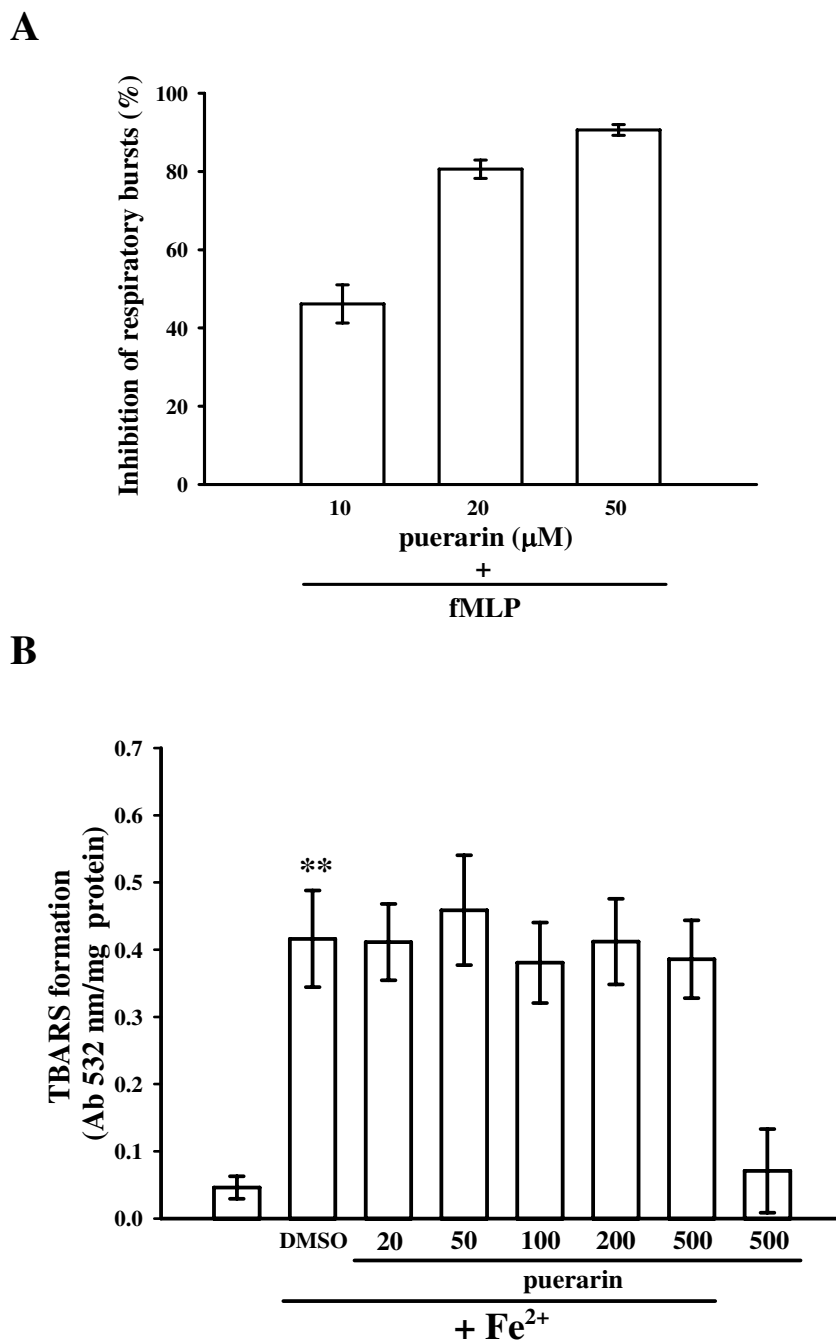 A
Inhibition of respiratory bursts (%)
100
80
60
40
20
0
10 20 50
puerarin (μM)
+
fMLP
B
TBARS formation
(Ab 532 nm/mg protein)
0.7
0.6
0.5
0.4
0.3
0.2
0.1
0.0
**
DMSO 20 50 100 200 500 500
puerarin
+ Fe²⁺